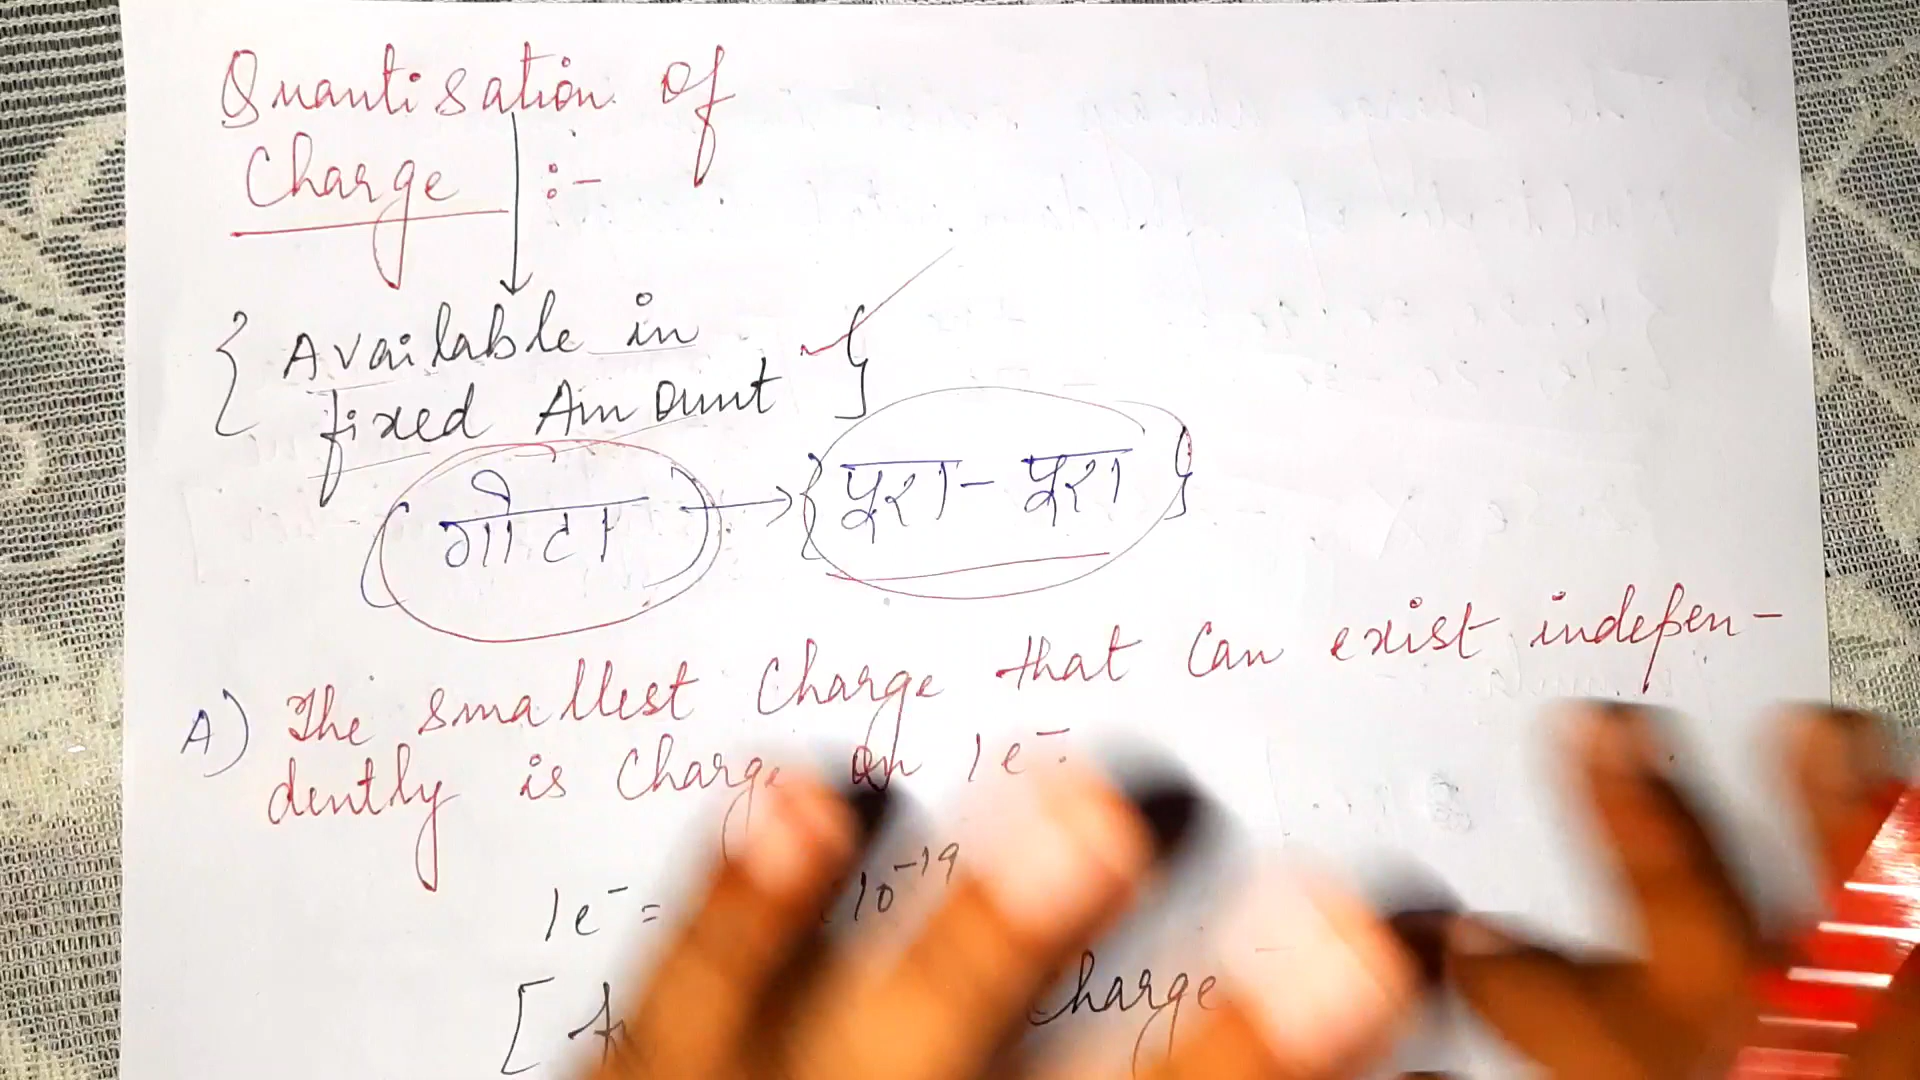 Quantisation of
Charge :-
{ Available in
fixed Amount }
( गोटा ) → { पूरा - पूरा }
A) The smallest Charge that Can exist indepen-
dently is Charge on 1e⁻.
1e⁻ = 10⁻¹⁹
[ Charge